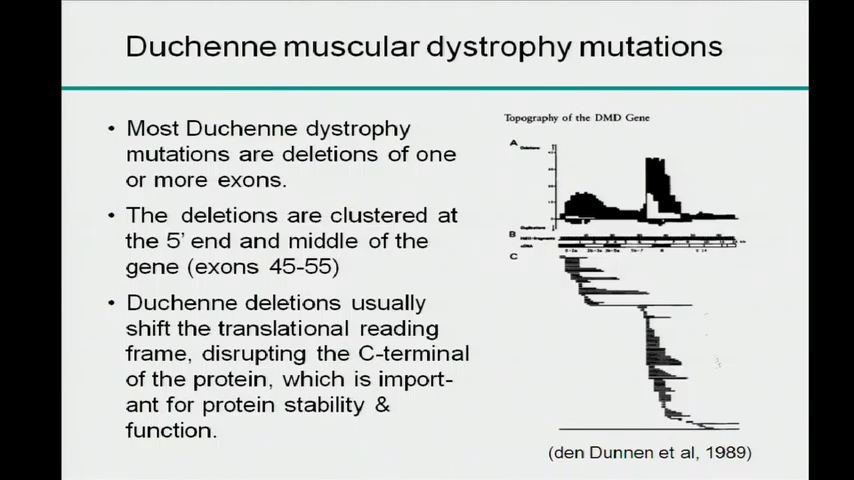 Duchenne muscular dystrophy mutations
• Most Duchenne dystrophy
mutations are deletions of one
or more exons.
• The deletions are clustered at
the 5' end and middle of the
gene (exons 45-55)
• Duchenne deletions usually
shift the translational reading
frame, disrupting the C-terminal
of the protein, which is import-
ant for protein stability &
function.
Topography of the DMD Gene
A
Deletions
Duplications
B
C
(den Dunnen et al, 1989)